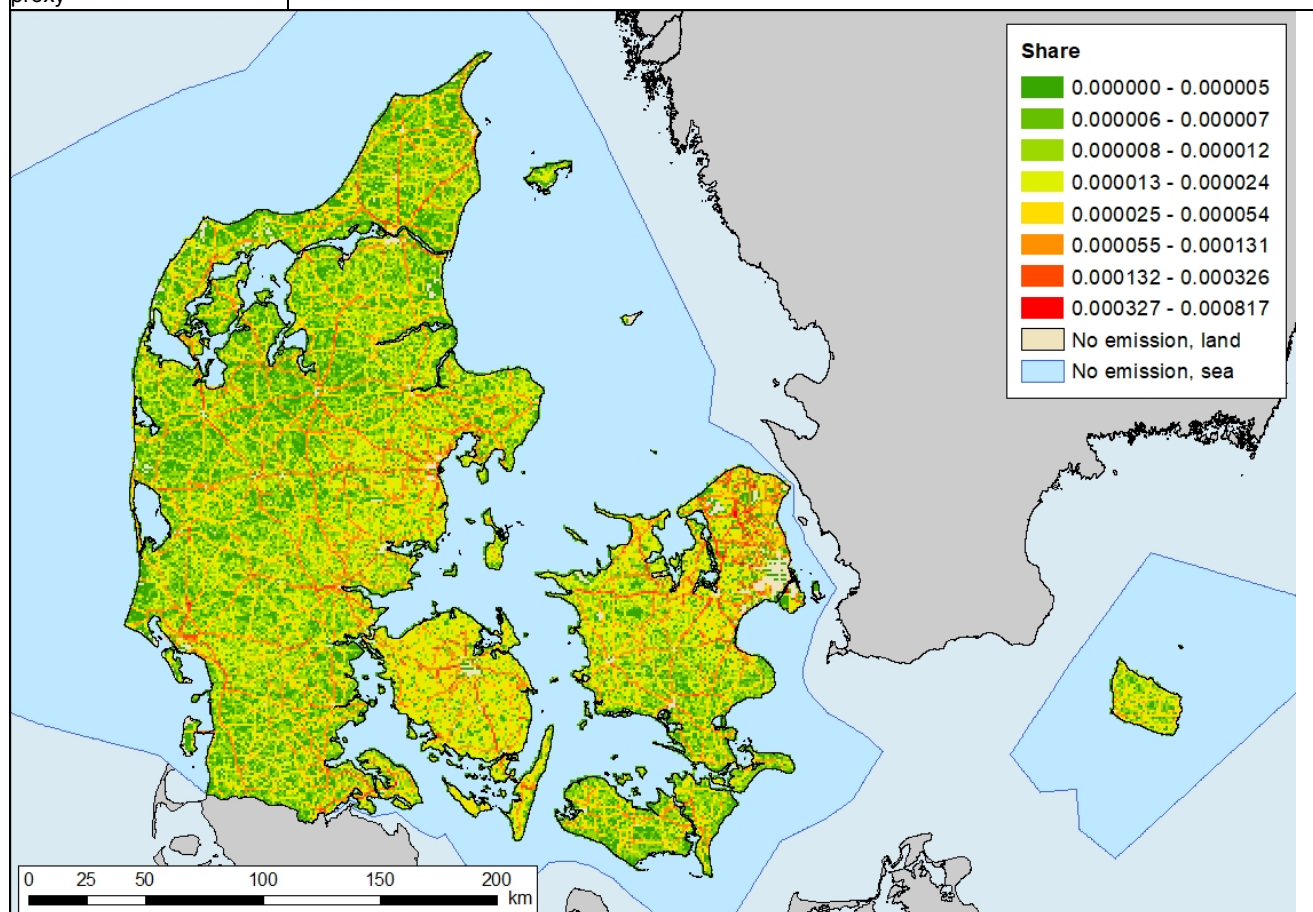 proxy
Share
0.000000 - 0.000005
0.000006 - 0.000007
0.000008 - 0.000012
0.000013 - 0.000024
0.000025 - 0.000054
0.000055 - 0.000131
0.000132 - 0.000326
0.000327 - 0.000817
No emission, land
No emission, sea
0 25 50 100 150 200
km